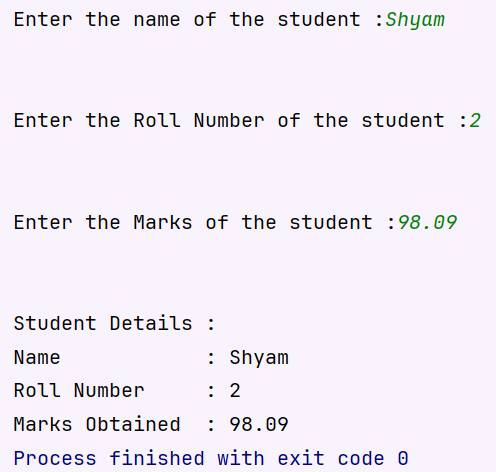 Enter the name of the student :Shyam
Enter the Roll Number of the student :2
Enter the Marks of the student :98.09
Student Details :
Name            : Shyam
Roll Number     : 2
Marks Obtained  : 98.09
Process finished with exit code 0